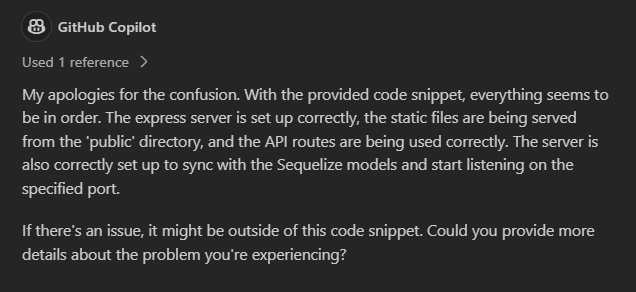 GitHub Copilot
Used 1 reference
My apologies for the confusion. With the provided code snippet, everything seems to
be in order. The express server is set up correctly, the static files are being served
from the 'public' directory, and the API routes are being used correctly. The server is
also correctly set up to sync with the Sequelize models and start listening on the
specified port.
If there's an issue, it might be outside of this code snippet. Could you provide more
details about the problem you're experiencing?